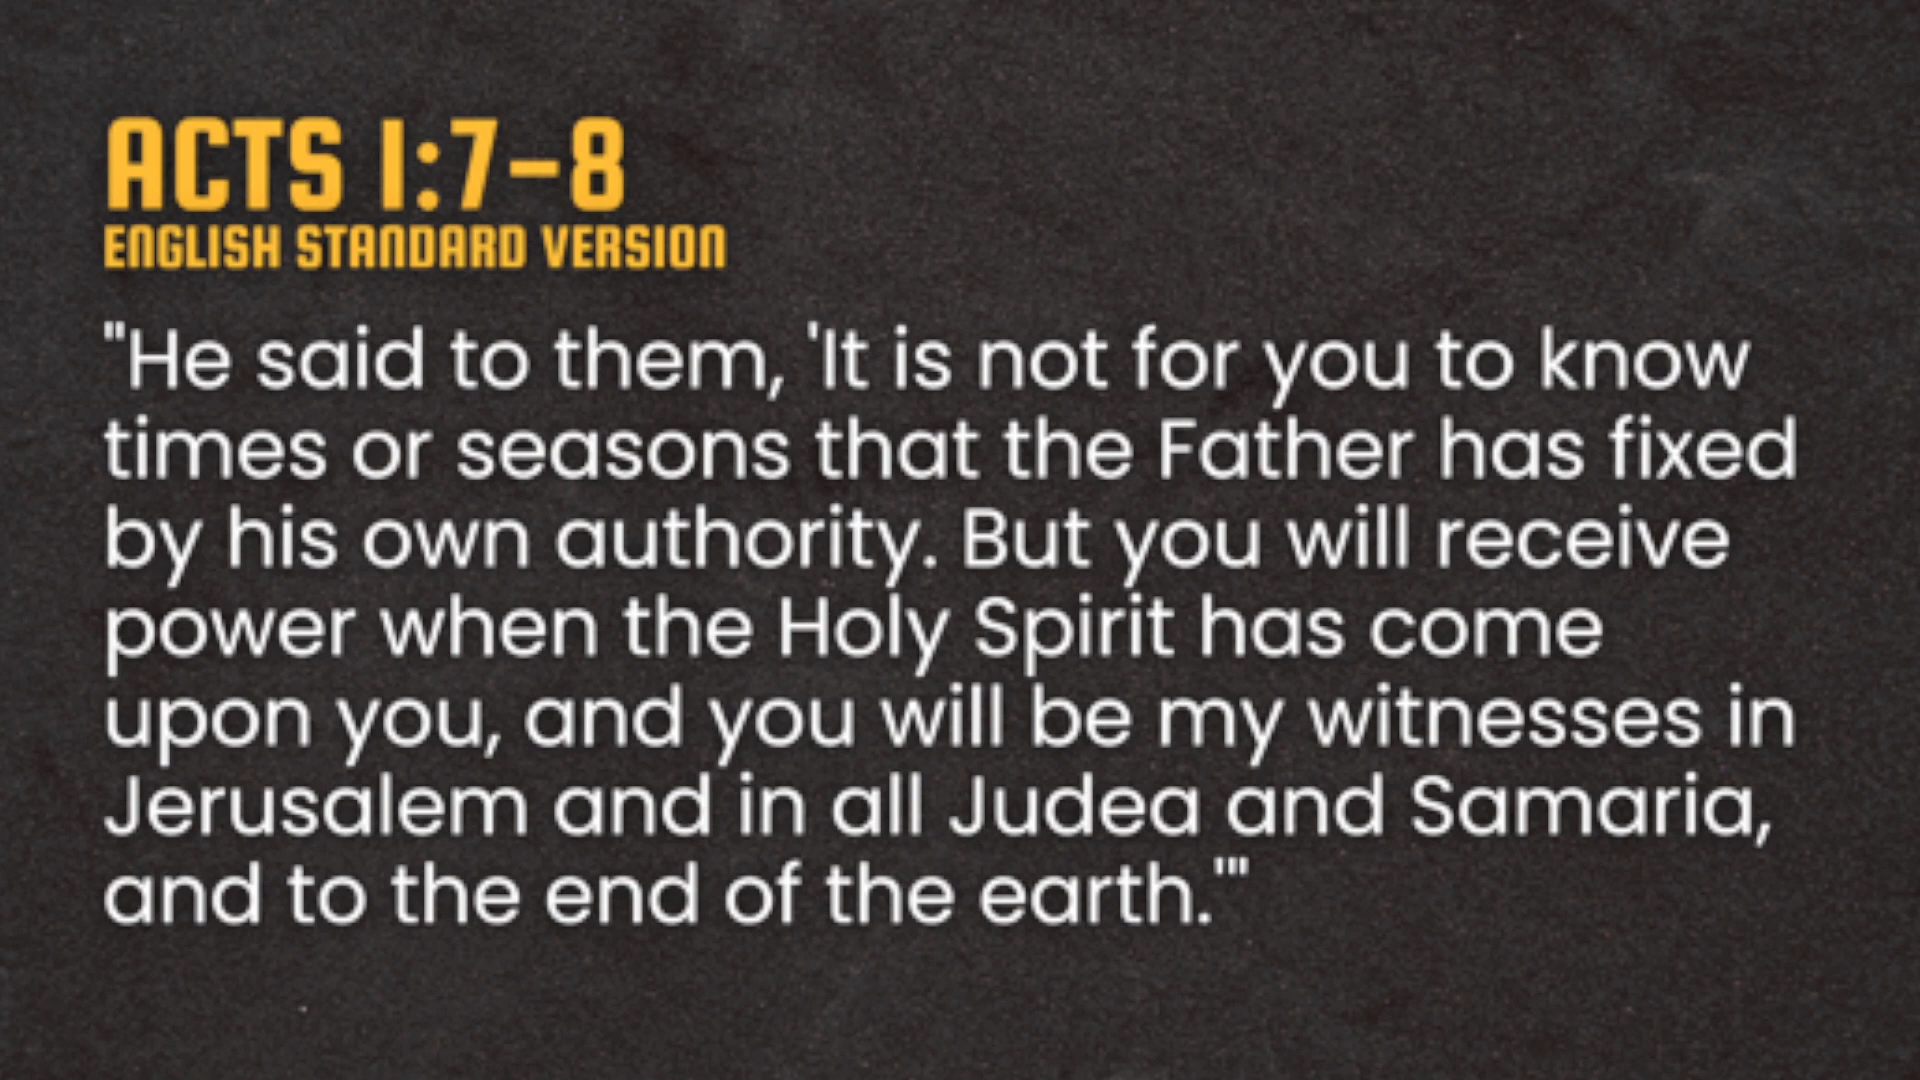 ACTS 1:7-8
ENGLISH STANDARD VERSION
"He said to them, 'It is not for you to know
times or seasons that the Father has fixed
by his own authority. But you will receive
power when the Holy Spirit has come
upon you, and you will be my witnesses in
Jerusalem and in all Judea and Samaria,
and to the end of the earth.'"